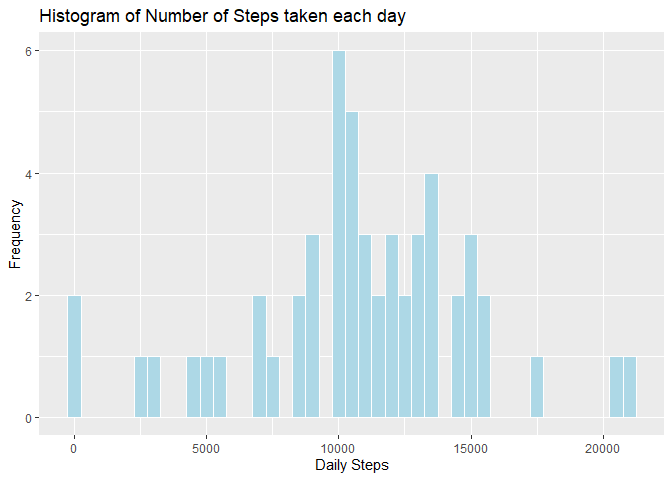 Histogram of Number of Steps taken each day
6
4
2
0
Frequency
0 5000 10000 15000 20000
Daily Steps